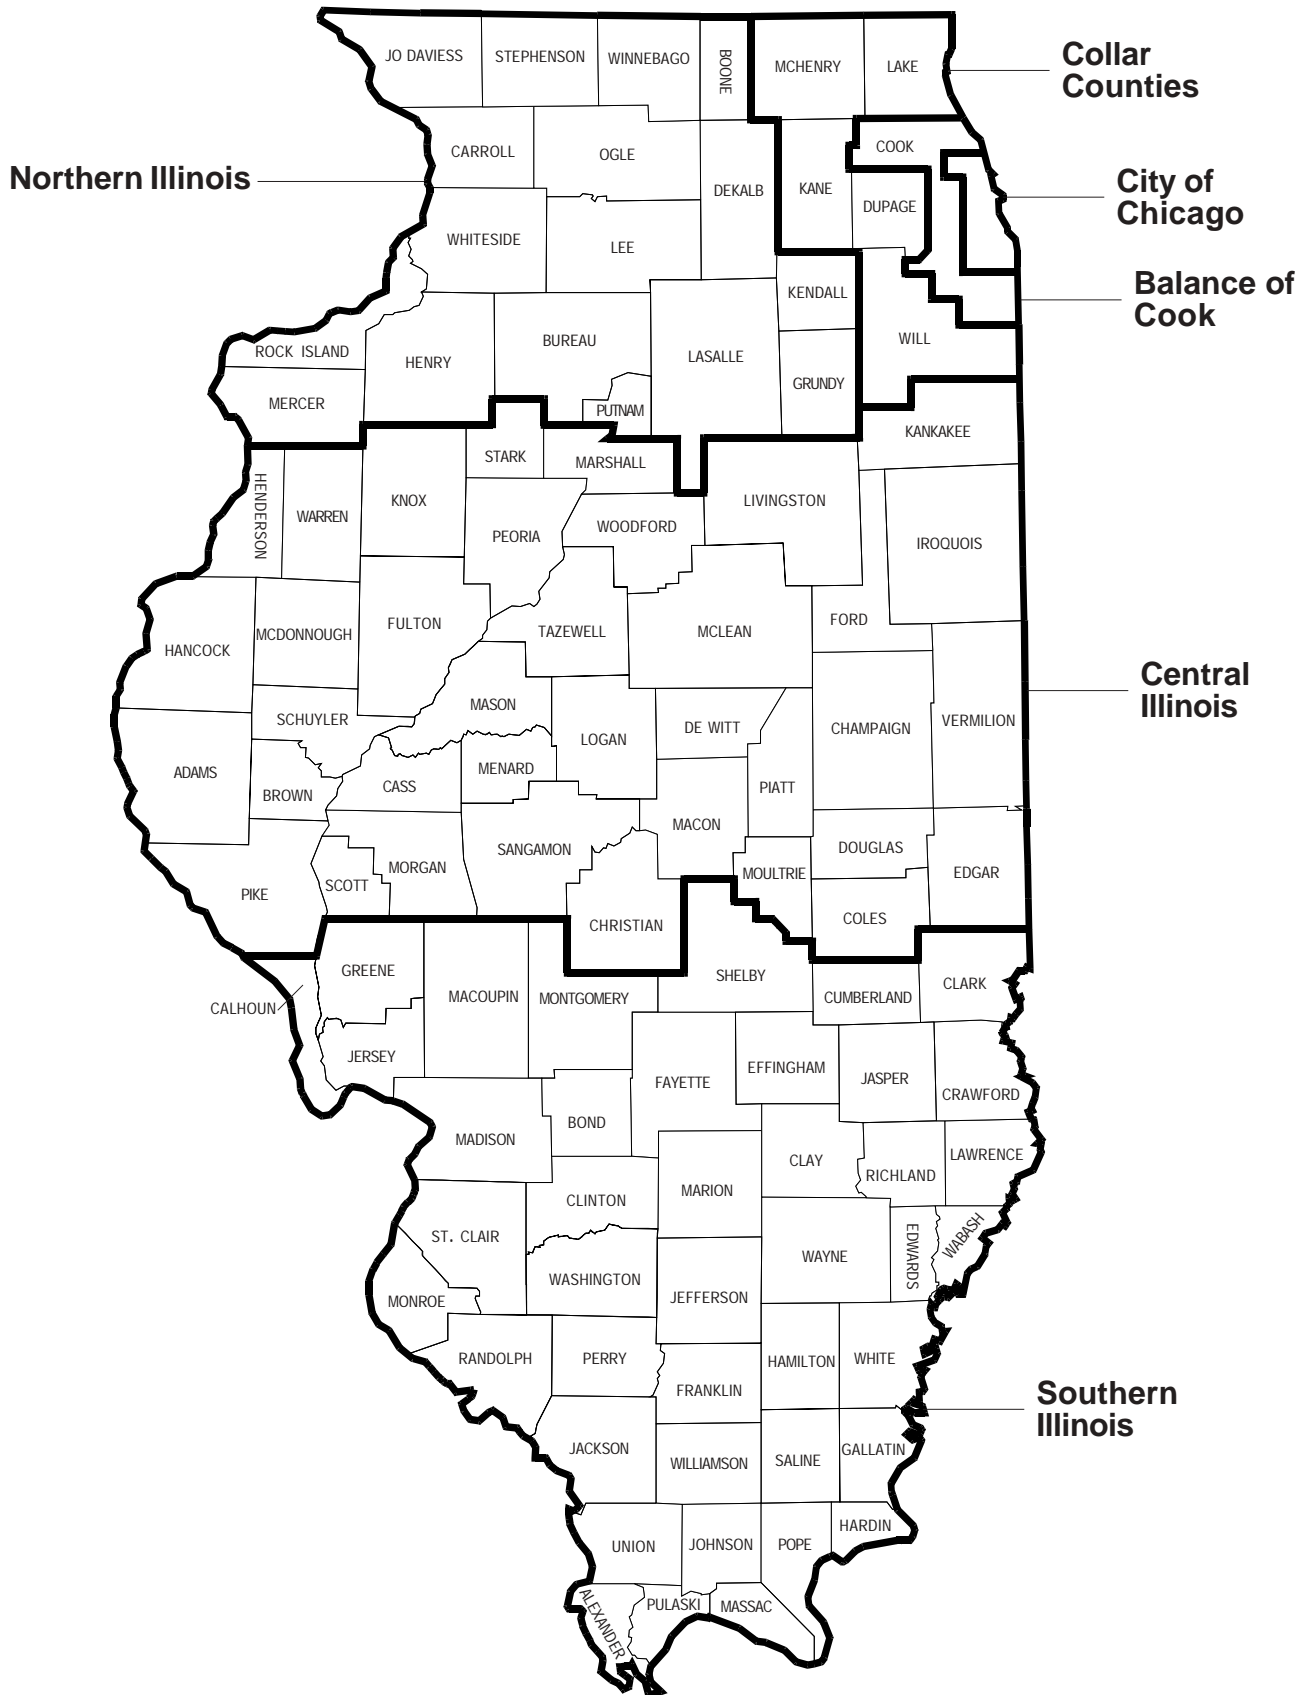 JO DAVIESS
STEPHENSON
WINNEBAGO
BOONE
MCHENRY
LAKE
Collar
Counties
CARROLL
OGLE
DEKALB
KANE
COOK
DUPAGE
Northern Illinois
City of
Chicago
WHITESIDE
LEE
KENDALL
Balance of
Cook
ROCK ISLAND
HENRY
BUREAU
LASALLE
WILL
MERCER
PUTNAM
GRUNDY
KANKAKEE
STARK
MARSHALL
HENDERSON
WARREN
KNOX
PEORIA
WOODFORD
LIVINGSTON
IROQUOIS
HANCOCK
MCDONNOUGH
FULTON
TAZEWELL
MCLEAN
FORD
Central
Illinois
SCHUYLER
MASON
LOGAN
DE WITT
CHAMPAIGN
VERMILION
ADAMS
BROWN
CASS
MENARD
PIATT
MACON
SANGAMON
DOUGLAS
PIKE
SCOTT
MORGAN
MOULTRIE
EDGAR
CHRISTIAN
COLES
GREENE
CALHOUN
MACOUPIN
MONTGOMERY
SHELBY
CUMBERLAND
CLARK
JERSEY
FAYETTE
EFFINGHAM
JASPER
CRAWFORD
MADISON
BOND
CLAY
RICHLAND
LAWRENCE
CLINTON
MARION
ST. CLAIR
WAYNE
EDWARDS
WABASH
WASHINGTON
MONROE
JEFFERSON
RANDOLPH
PERRY
HAMILTON
WHITE
FRANKLIN
Southern
Illinois
JACKSON
WILLIAMSON
SALINE
GALLATIN
UNION
JOHNSON
POPE
HARDIN
ALEXANDER
PULASKI
MASSAC